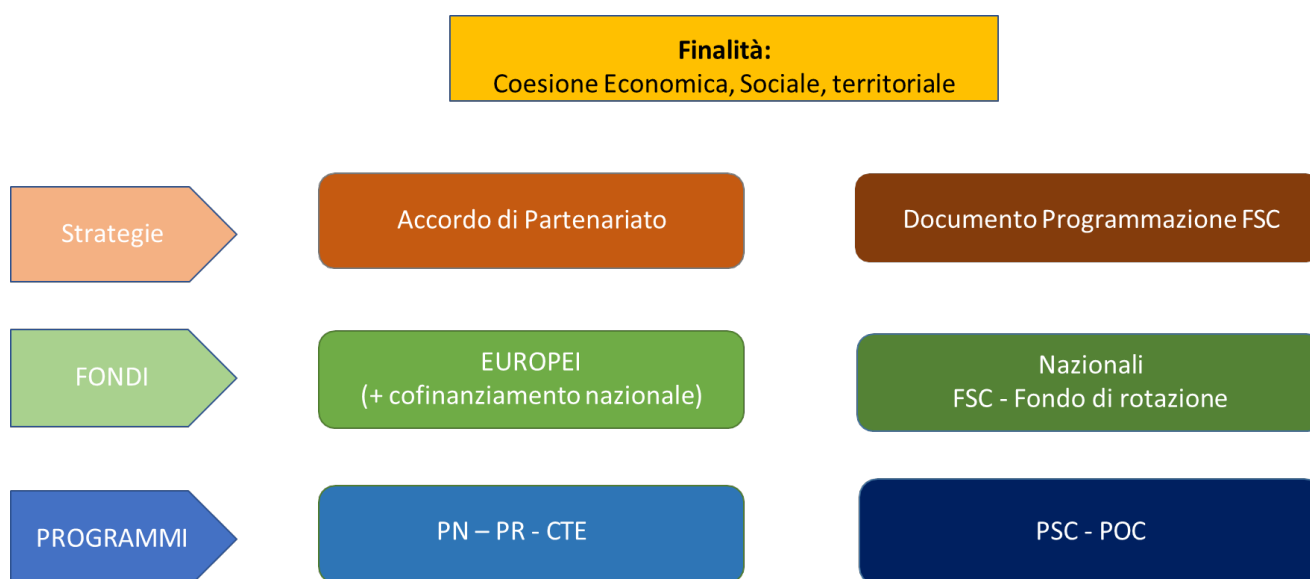 Finalità:
Coesione Economica, Sociale, territoriale
Strategie
Accordo di Partenariato
Documento Programmazione FSC
FONDI
EUROPEI
(+ cofinanziamento nazionale)
Nazionali
FSC - Fondo di rotazione
PROGRAMMI
PN – PR - CTE
PSC - POC